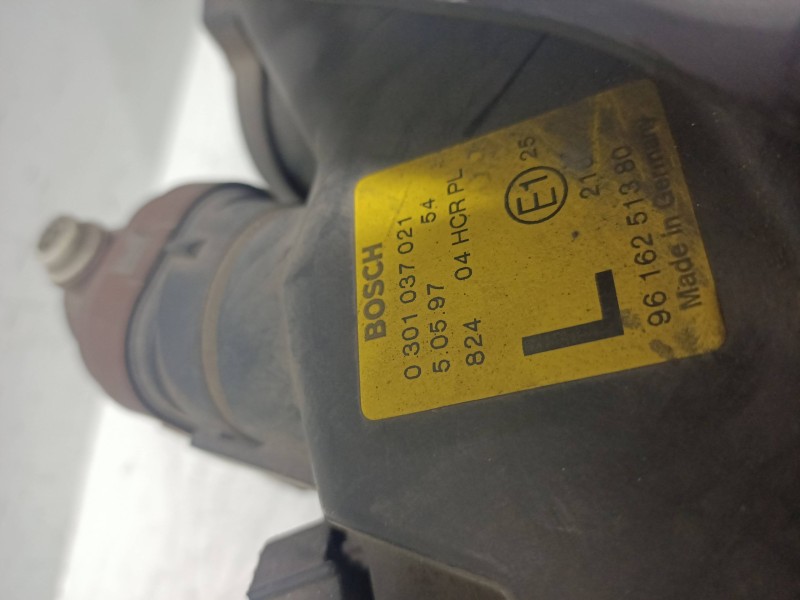 BOSCH
0 301 037 021
5.05.97 54
824 04 HCR PL
E1 25
L
96 162 513 80
Made in Germany